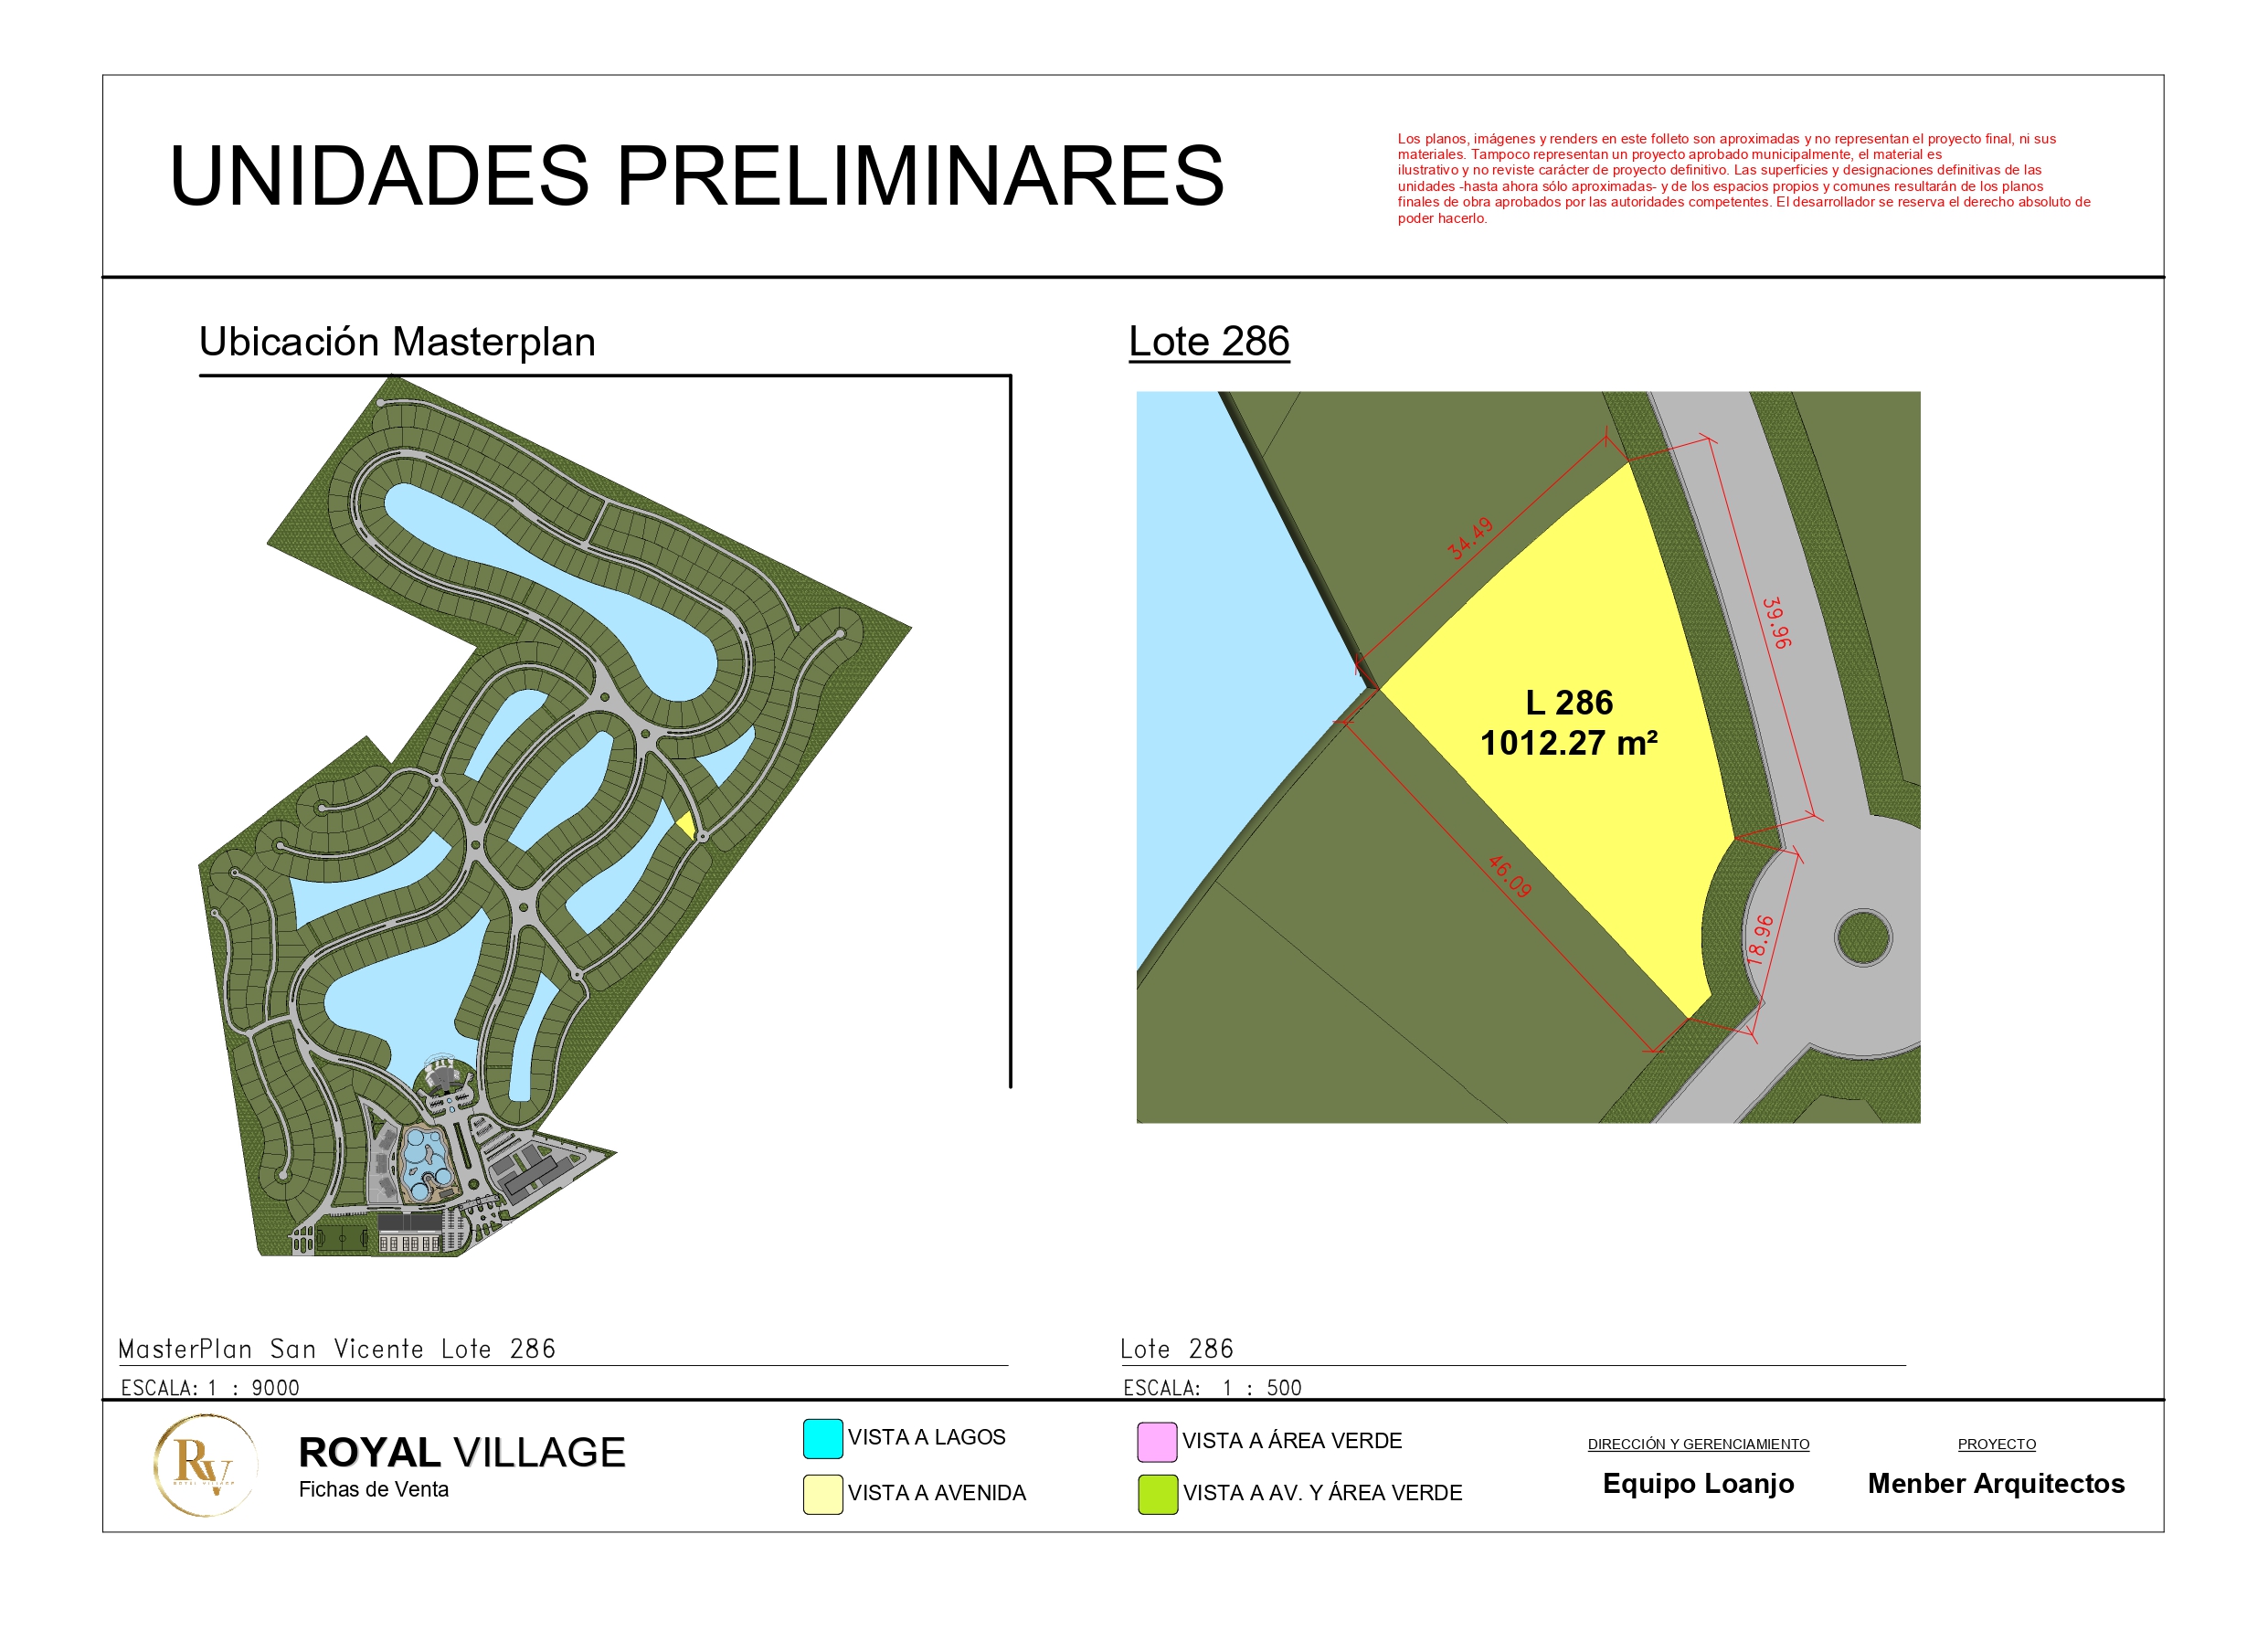 UNIDADES PRELIMINARES
Los planos, imágenes y renders en este folleto son aproximadas y no representan el proyecto final, ni sus
materiales. Tampoco representan un proyecto aprobado municipalmente, el material es
ilustrativo y no reviste carácter de proyecto definitivo. Las superficies y designaciones definitivas de las
unidades -hasta ahora sólo aproximadas- y de los espacios propios y comunes resultarán de los planos
finales de obra aprobados por las autoridades competentes. El desarrollador se reserva el derecho absoluto de
poder hacerlo.
Ubicación Masterplan
Lote 286
34.49
39.96
L 286
1012.27 m²
46.09
18.96
MasterPlan San Vicente Lote 286
ESCALA: 1 : 9000
Lote 286
ESCALA: 1 : 500
RV
ROYAL VILLAGE
ROYAL VILLAGE
Fichas de Venta
VISTA A LAGOS
VISTA A AVENIDA
VISTA A ÁREA VERDE
VISTA A AV. Y ÁREA VERDE
DIRECCIÓN Y GERENCIAMIENTO
Equipo Loanjo
PROYECTO
Menber Arquitectos